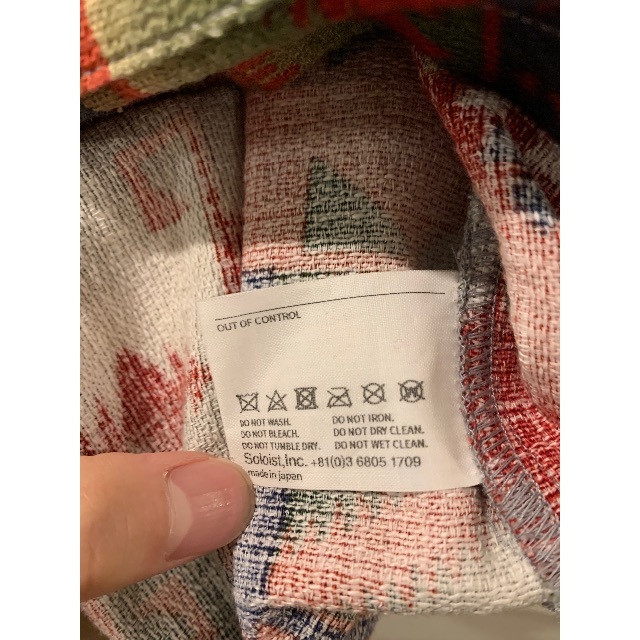 OUT OF CONTROL
DO NOT WASH. DO NOT IRON.
DO NOT BLEACH. DO NOT DRY CLEAN.
DO NOT TUMBLE DRY. DO NOT WET CLEAN.
Soloist, Inc. +81(0)3 6805 1709
made in japan